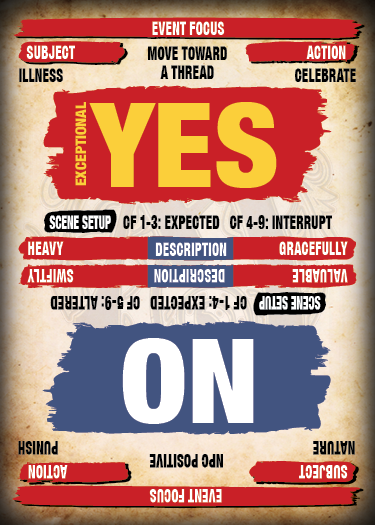 EVENT FOCUS
SUBJECT MOVE TOWARD ACTION
ILLNESS A THREAD CELEBRATE
EXCEPTIONAL
YES
SCENE SETUP CF 1-3: EXPECTED CF 4-9: INTERRUPT
HEAVY DESCRIPTION GRACEFULLY
EVENT FOCUS
SUBJECT NPC POSITIVE ACTION
NATURE PUNISH
NO
SCENE SETUP CF 1-4: EXPECTED CF 5-9: ALTERED
VALUABLE DESCRIPTION SWIFTLY